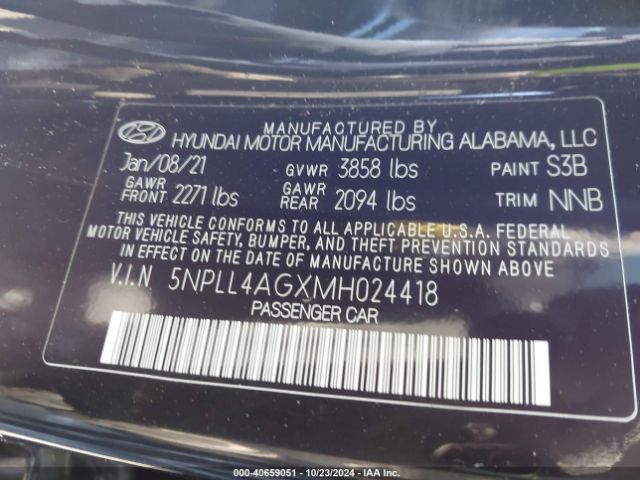 MANUFACTURED BY
HYUNDAI MOTOR MANUFACTURING ALABAMA, LLC
Jan/08/21 GVWR 3858 lbs PAINT S3B
GAWR FRONT 2271 lbs GAWR REAR 2094 lbs TRIM NNB
THIS VEHICLE CONFORMS TO ALL APPLICABLE U.S.A. FEDERAL
MOTOR VEHICLE SAFETY, BUMPER, AND THEFT PREVENTION STANDARDS
IN EFFECT ON THE DATE OF MANUFACTURE SHOWN ABOVE.
V.I.N 5NPLL4AGXMH024418
PASSENGER CAR
000-40659051 - 10/23/2024 - IAA Inc.